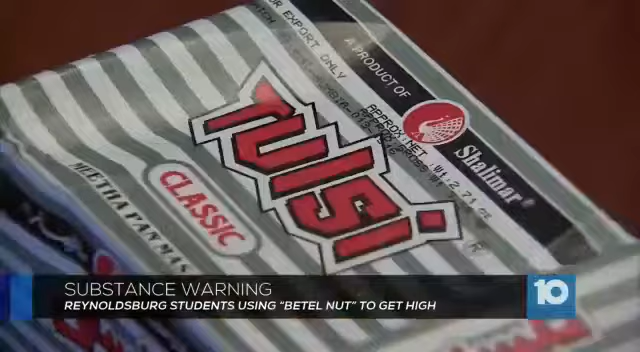 FOR EXPORT ONLY
A PRODUCT OF
Shalimar®
APPROX. NET
Tulsi
R
CLASSIC
MEETHA PAN MAS
SUBSTANCE WARNING
REYNOLDSBURG STUDENTS USING "BETEL NUT" TO GET HIGH
10